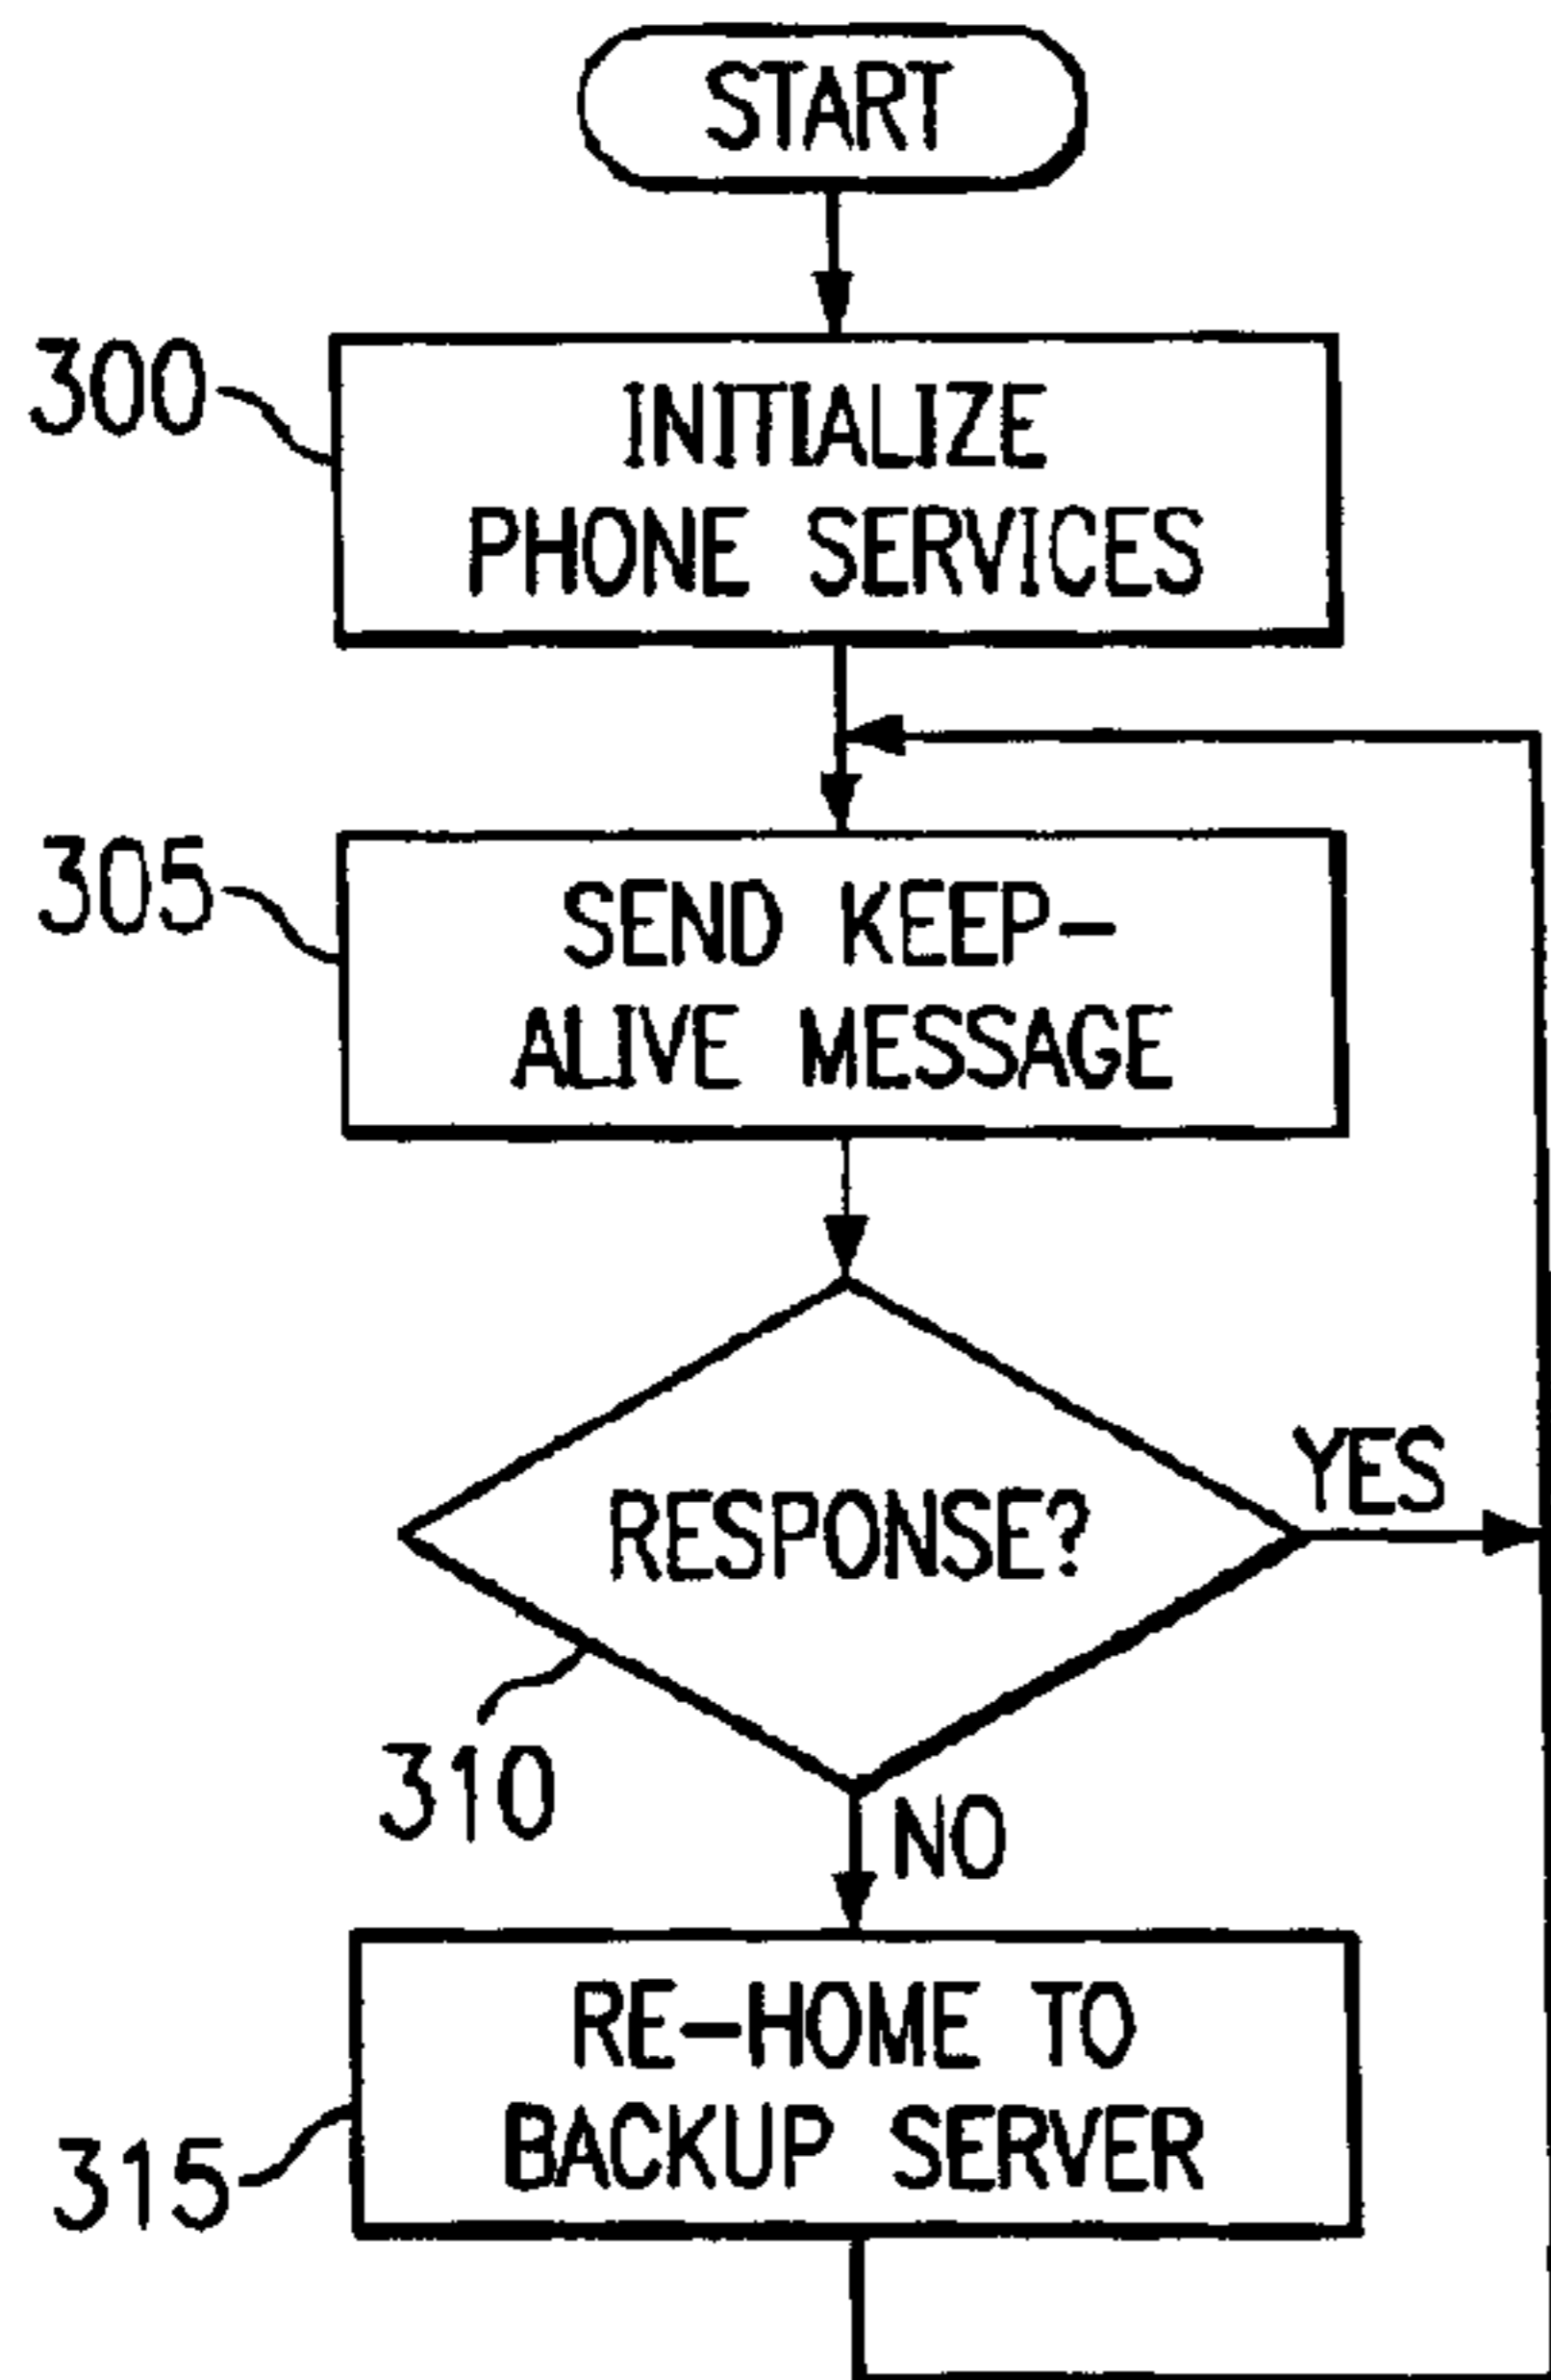 START
300
INITIALIZE
PHONE SERVICES
305
SEND KEEP-
ALIVE MESSAGE
RESPONSE?
YES
310
NO
RE-HOME TO
BACKUP SERVER
315